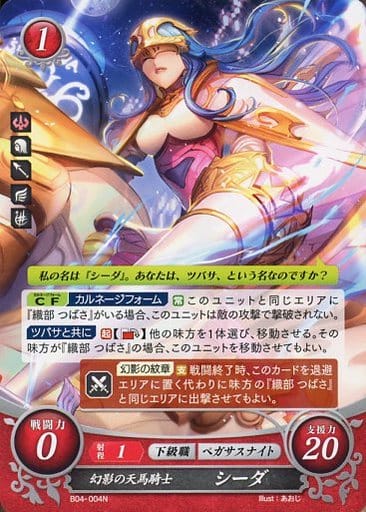 1
私の名は『シーダ』。あなたは、ツバサ、という名なのですか?
CF カルネージフォーム 常このユニットと同じエリアに
『織部 つばさ』がいる場合、このユニットは敵の攻撃で撃破されない。
ツバサと共に 起【】他の味方を1体選び、移動させる。その
味方が『織部 つばさ』の場合、このユニットを移動させてもよい。
幻影の紋章 支 戦闘終了時、このカードを退避
エリアに置く代わりに味方の『織部 つばさ』
と同じエリアに出撃させてもよい。
戦闘力
0
射程 1
下級職
ペガサスナイト
支援力
20
幻影の天馬騎士 シーダ
B04-004N
Illust:あおじ